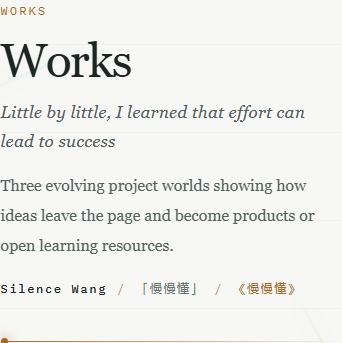 WORKS
Works
Little by little, I learned that effort can
lead to success
Three evolving project worlds showing how
ideas leave the page and become products or
open learning resources.
Silence Wang / 「慢慢懂」 / 《慢慢懂》